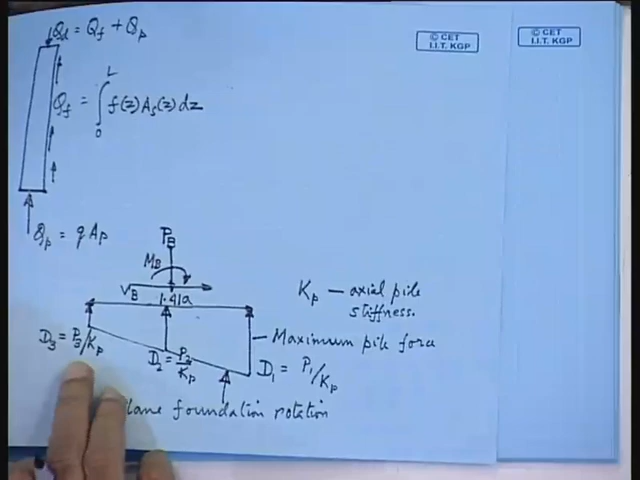 Qd = Qf + Qp
© CET
I.I.T. KGP
© CET
I.I.T. KGP
Qf = ∫₀ᴸ f(z) As(z) dz
Qp = q Ap
PB
MB
VB
1.41a
Kp — axial pile
stiffness.
Maximum pile force
D3 = P3/Kp
D2 = P2/Kp
D1 = P1/Kp
lane foundation rotation